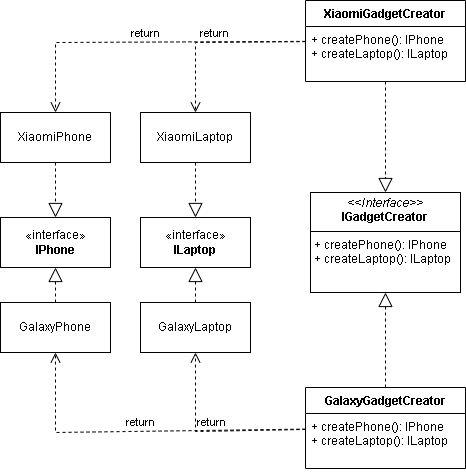 XiaomiGadgetCreator
+ createPhone(): IPhone
+ createLaptop(): ILaptop
return
return
XiaomiPhone
XiaomiLaptop
<<Interface>>
IGadgetCreator
+ createPhone(): IPhone
+ createLaptop(): ILaptop
«interface»
IPhone
«interface»
ILaptop
GalaxyPhone
GalaxyLaptop
GalaxyGadgetCreator
+ createPhone(): IPhone
+ createLaptop(): ILaptop
return
return